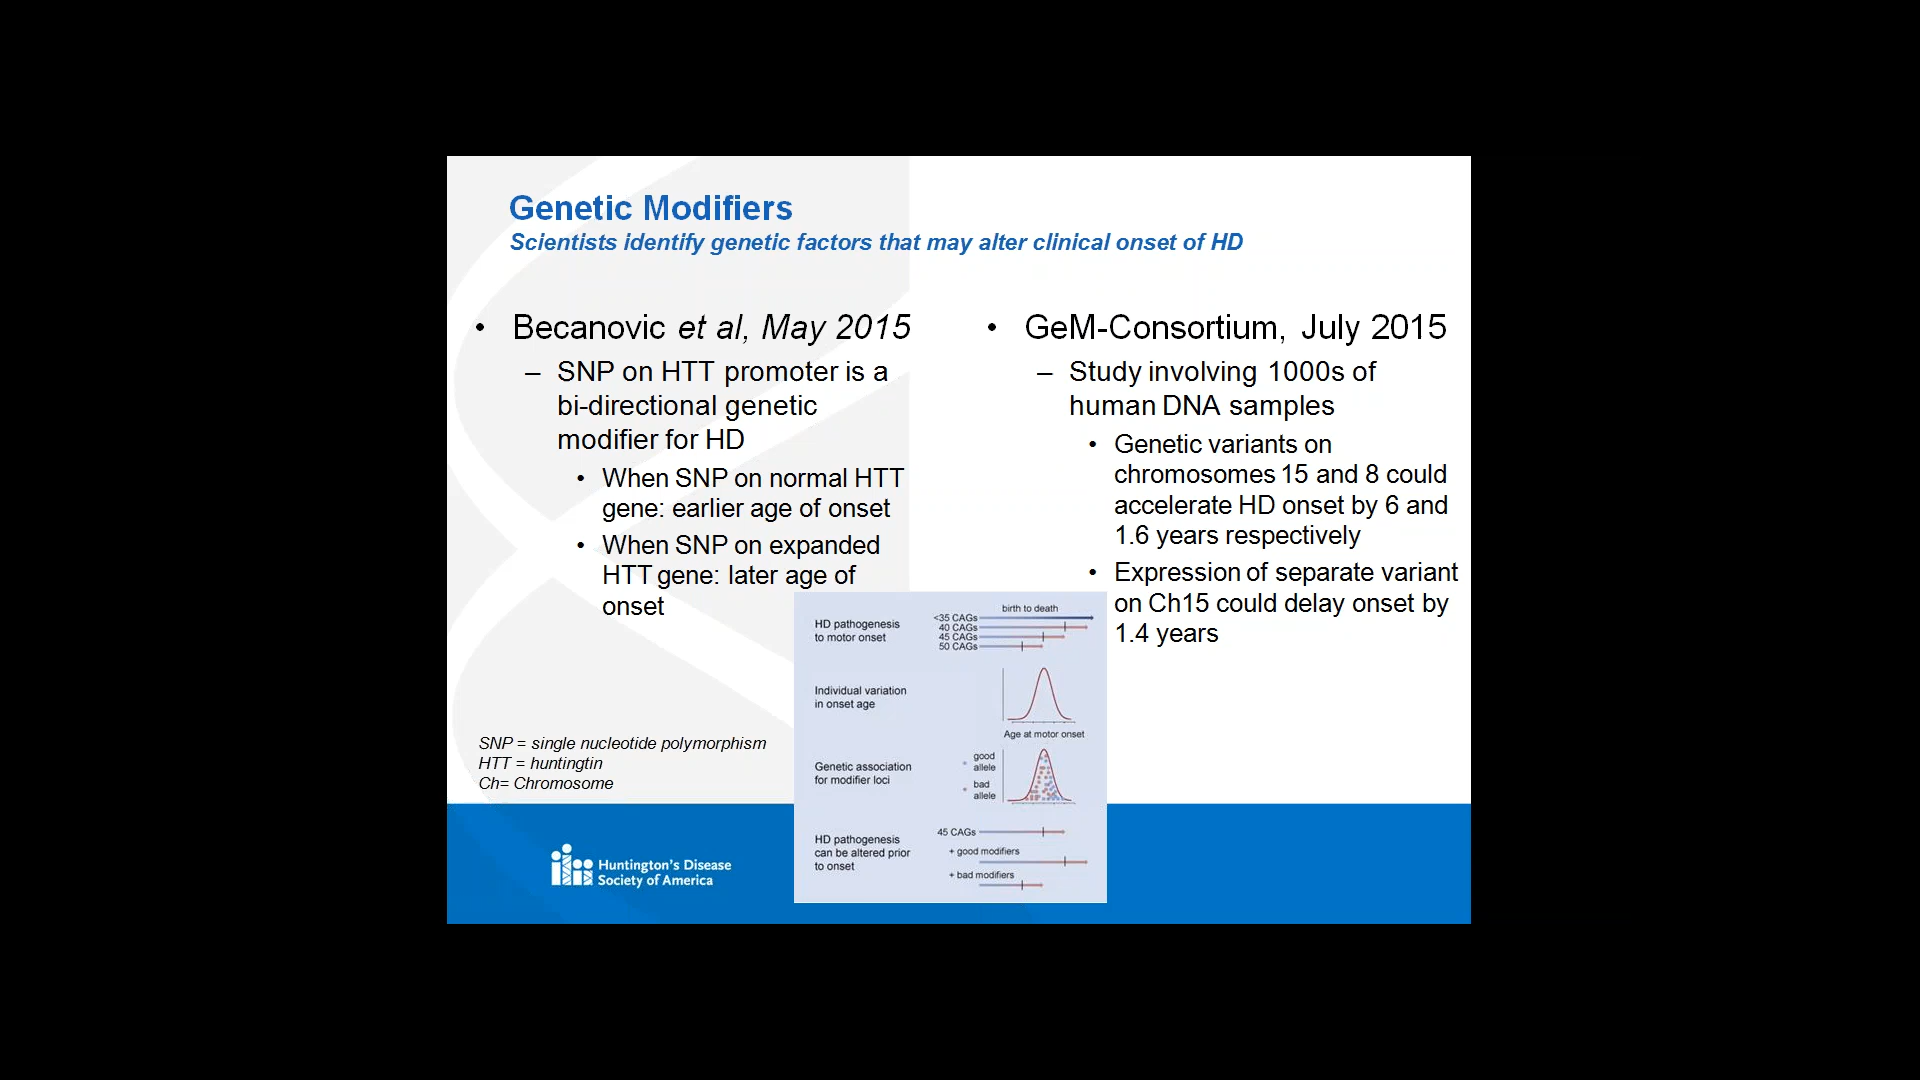 Genetic Modifiers
Scientists identify genetic factors that may alter clinical onset of HD
• Becanovic et al, May 2015
– SNP on HTT promoter is a
bi-directional genetic
modifier for HD
• When SNP on normal HTT
gene: earlier age of onset
• When SNP on expanded
HTT gene: later age of
onset
• GeM-Consortium, July 2015
– Study involving 1000s of
human DNA samples
• Genetic variants on
chromosomes 15 and 8 could
accelerate HD onset by 6 and
1.6 years respectively
• Expression of separate variant
on Ch15 could delay onset by
1.4 years
birth to death
HD pathogenesis
to motor onset
<35 CAGs
40 CAGs
45 CAGs
50 CAGs
Individual variation
in onset age
Age at motor onset
Genetic association
for modifier loci
good
allele
bad
allele
HD pathogenesis
can be altered prior
to onset
45 CAGs
+ good modifiers
+ bad modifiers
SNP = single nucleotide polymorphism
HTT = huntingtin
Ch= Chromosome
Huntington's Disease
Society of America